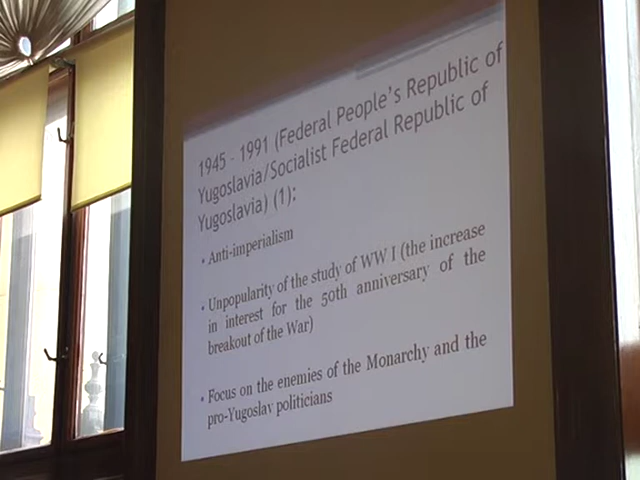 1945 - 1991 (Federal People's Republic of
Yugoslavia/Socialist Federal Republic of
Yugoslavia) (1):
• Anti-imperialism
• Unpopularity of the study of WW I (the increase
in interest for the 50th anniversary of the
breakout of the War)
• Focus on the enemies of the Monarchy and the
pro-Yugoslav politicians